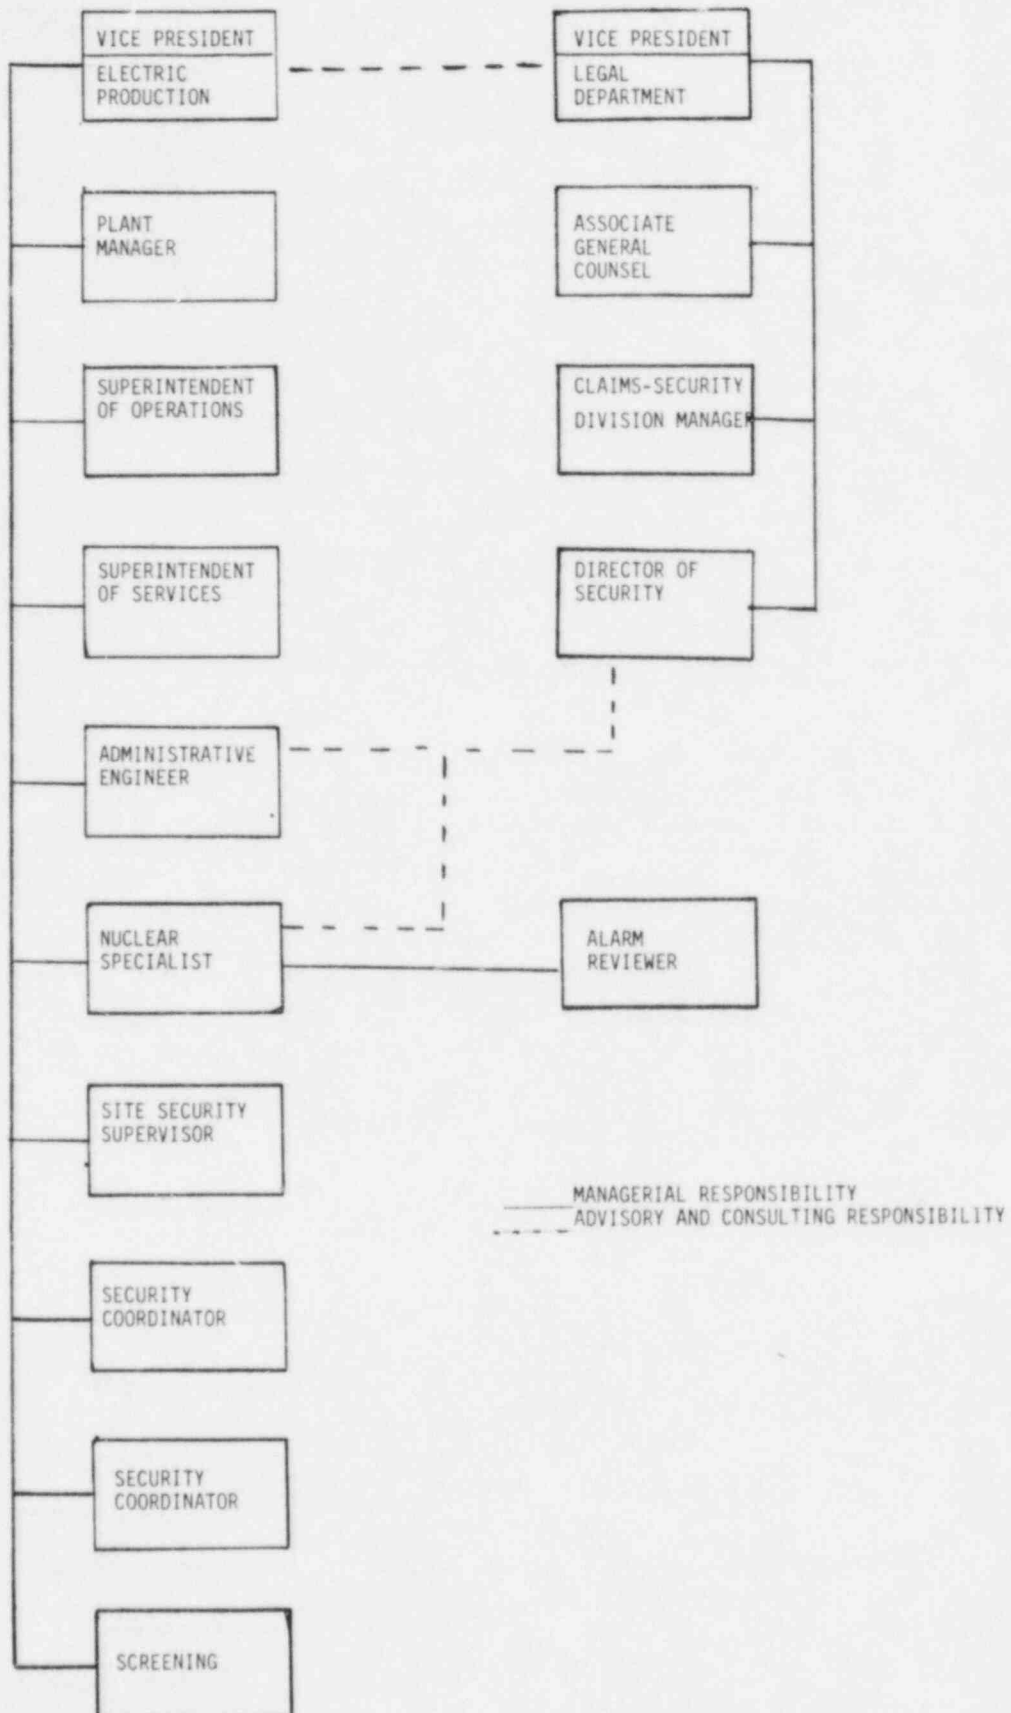 VICE PRESIDENT
ELECTRIC
PRODUCTION
VICE PRESIDENT
LEGAL
DEPARTMENT
PLANT
MANAGER
ASSOCIATE
GENERAL
COUNSEL
SUPERINTENDENT
OF OPERATIONS
CLAIMS-SECURITY
DIVISION MANAGER
SUPERINTENDENT
OF SERVICES
DIRECTOR OF
SECURITY
ADMINISTRATIVE
ENGINEER
NUCLEAR
SPECIALIST
ALARM
REVIEWER
SITE SECURITY
SUPERVISOR
MANAGERIAL RESPONSIBILITY
ADVISORY AND CONSULTING RESPONSIBILITY
SECURITY
COORDINATOR
SECURITY
COORDINATOR
SCREENING